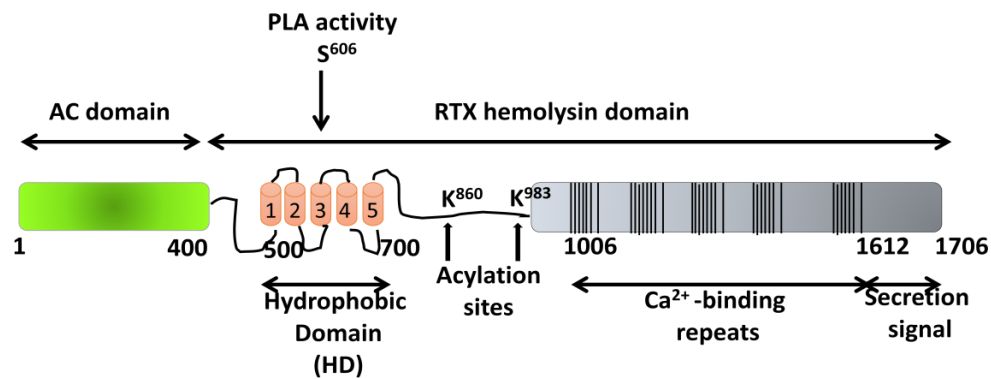 PLA activity
S⁶⁰⁶
AC domain
RTX hemolysin domain
1 2 3 4 5
K⁸⁶⁰
K⁹⁸³
1
400
500
700
1006
1612
1706
Hydrophobic
Domain
(HD)
Acylation
sites
Ca²⁺ -binding
repeats
Secretion
signal